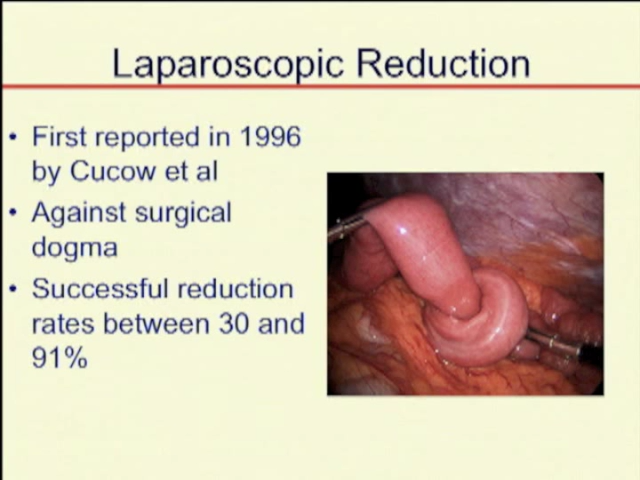 Laparoscopic Reduction
• First reported in 1996
by Cucow et al
• Against surgical
dogma
• Successful reduction
rates between 30 and
91%